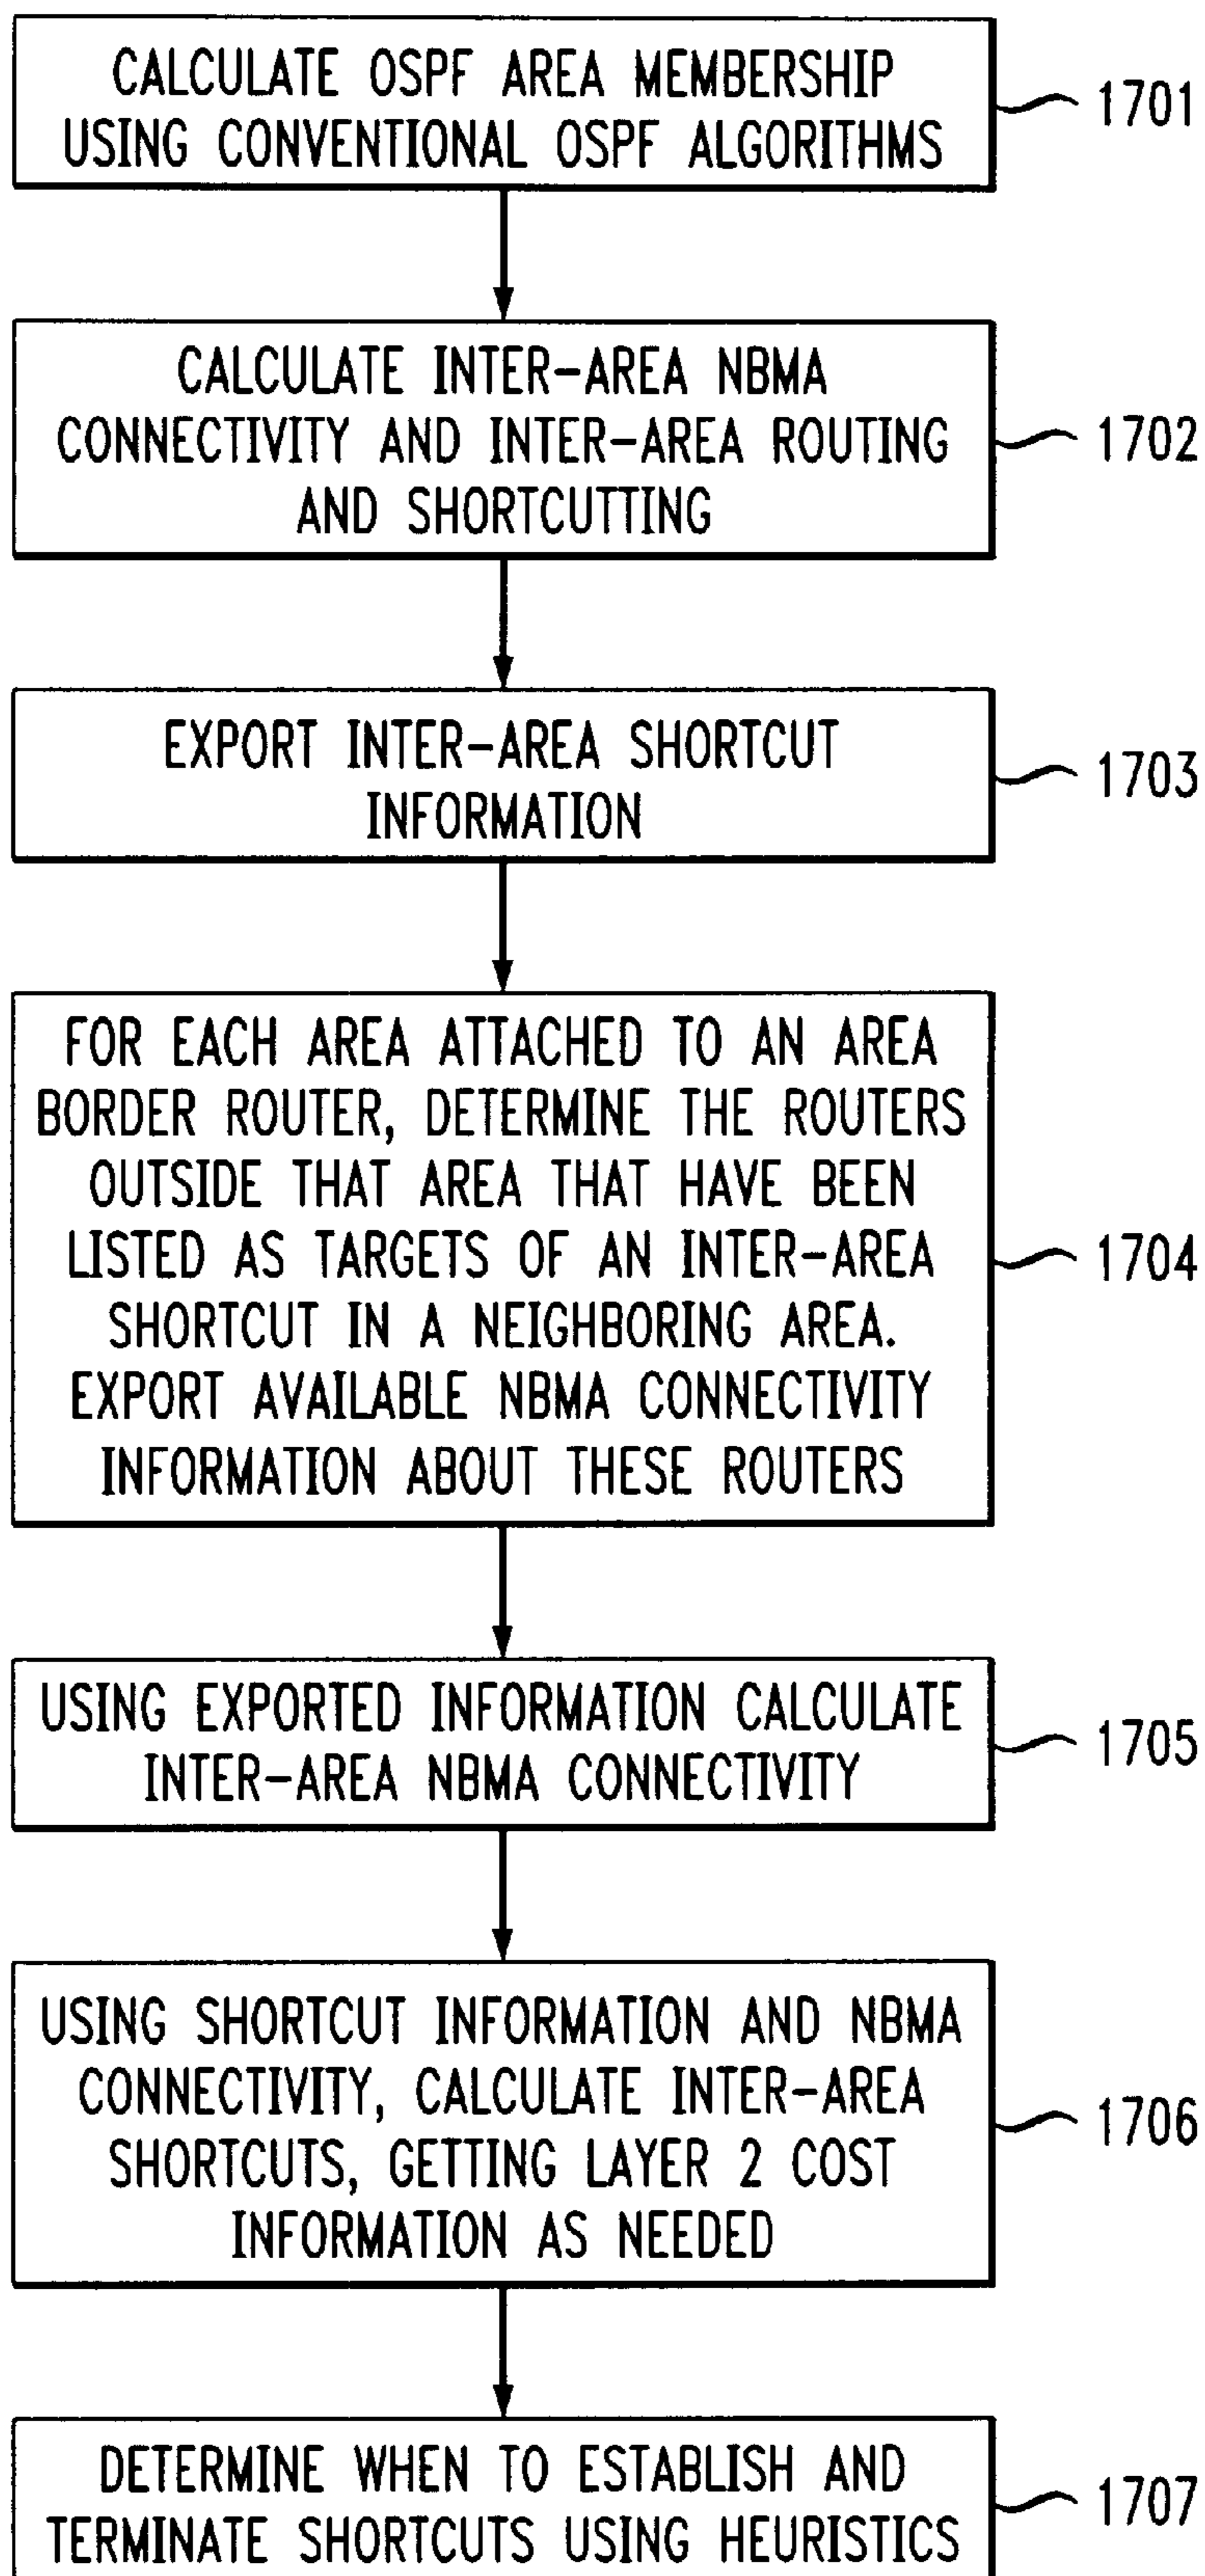 CALCULATE OSPF AREA MEMBERSHIP
USING CONVENTIONAL OSPF ALGORITHMS
1701
CALCULATE INTER-AREA NBMA
CONNECTIVITY AND INTER-AREA ROUTING
AND SHORTCUTTING
1702
EXPORT INTER-AREA SHORTCUT
INFORMATION
1703
FOR EACH AREA ATTACHED TO AN AREA
BORDER ROUTER, DETERMINE THE ROUTERS
OUTSIDE THAT AREA THAT HAVE BEEN
LISTED AS TARGETS OF AN INTER-AREA
SHORTCUT IN A NEIGHBORING AREA.
EXPORT AVAILABLE NBMA CONNECTIVITY
INFORMATION ABOUT THESE ROUTERS
1704
USING EXPORTED INFORMATION CALCULATE
INTER-AREA NBMA CONNECTIVITY
1705
USING SHORTCUT INFORMATION AND NBMA
CONNECTIVITY, CALCULATE INTER-AREA
SHORTCUTS, GETTING LAYER 2 COST
INFORMATION AS NEEDED
1706
DETERMINE WHEN TO ESTABLISH AND
TERMINATE SHORTCUTS USING HEURISTICS
1707